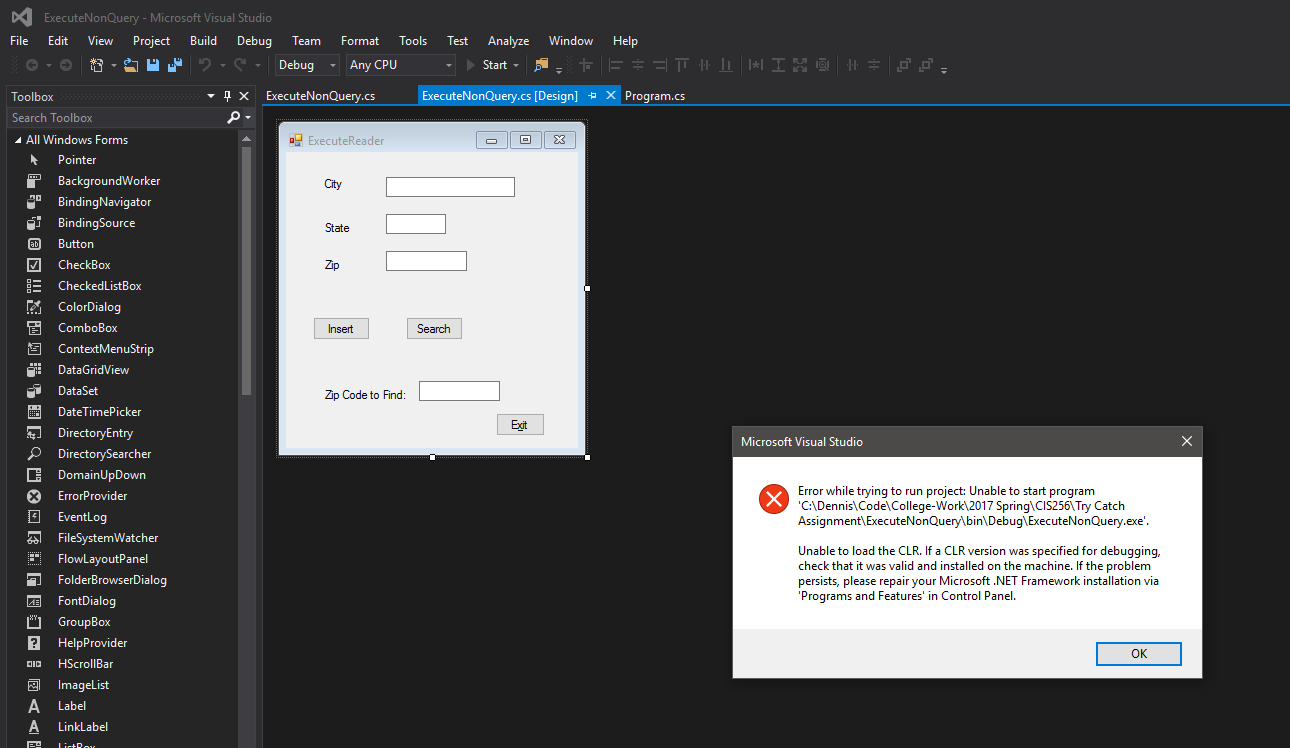 ExecuteNonQuery - Microsoft Visual Studio
File Edit View Project Build Debug Team Format Tools Test Analyze Window Help
Debug Any CPU Start
Toolbox
ExecuteNonQuery.cs ExecuteNonQuery.cs [Design] Program.cs
Search Toolbox
All Windows Forms
Pointer
BackgroundWorker
BindingNavigator
BindingSource
Button
CheckBox
CheckedListBox
ColorDialog
ComboBox
ContextMenuStrip
DataGridView
DataSet
DateTimePicker
DirectoryEntry
DirectorySearcher
DomainUpDown
ErrorProvider
EventLog
FileSystemWatcher
FlowLayoutPanel
FolderBrowserDialog
FontDialog
GroupBox
HelpProvider
HScrollBar
ImageList
Label
LinkLabel
ListBox
ExecuteReader
City
State
Zip
Insert Search
Zip Code to Find:
Exit
Microsoft Visual Studio
Error while trying to run project: Unable to start program
'C:\Dennis\Code\College-Work\2017 Spring\CIS256\Try Catch
Assignment\ExecuteNonQuery\bin\Debug\ExecuteNonQuery.exe'.
Unable to load the CLR. If a CLR version was specified for debugging,
check that it was valid and installed on the machine. If the problem
persists, please repair your Microsoft .NET Framework installation via
'Programs and Features' in Control Panel.
OK